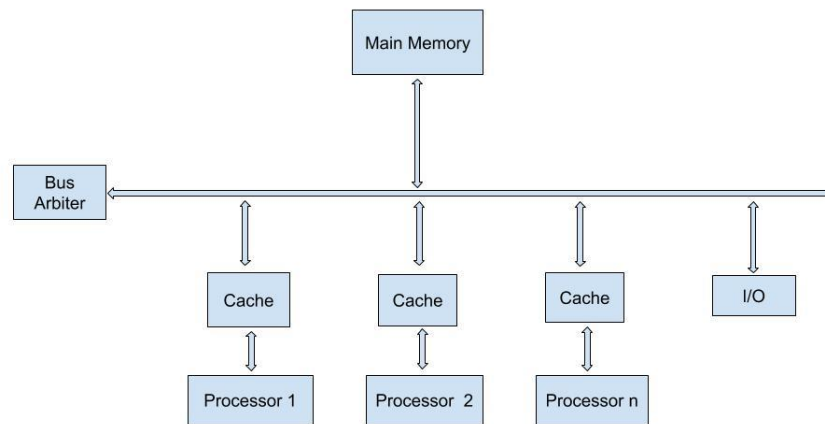 Main Memory
Bus
Arbiter
Cache
Cache
Cache
I/O
Processor 1
Processor 2
Processor n